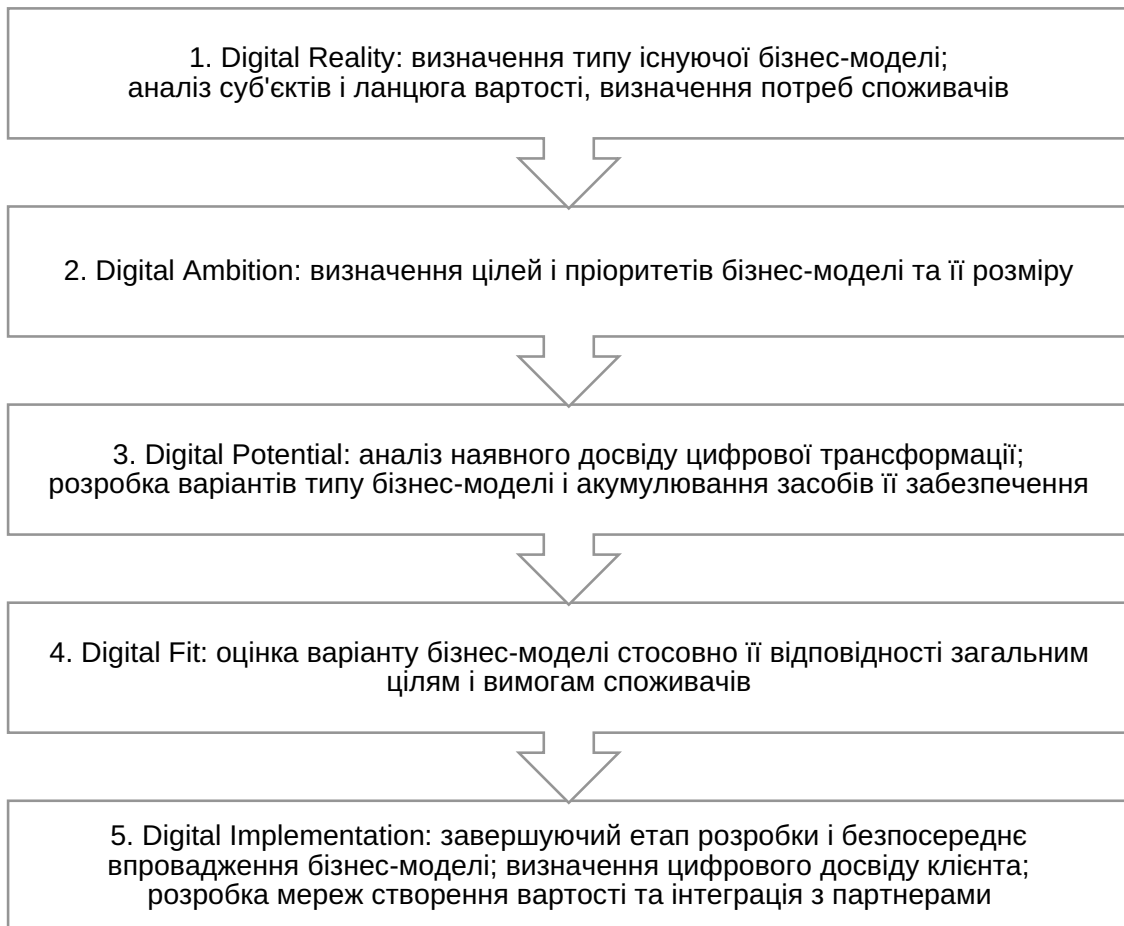 1. Digital Reality: визначення типу існуючої бізнес-моделі;
аналіз суб'єктів і ланцюга вартості, визначення потреб споживачів
2. Digital Ambition: визначення цілей і пріоритетів бізнес-моделі та її розміру
3. Digital Potential: аналіз наявного досвіду цифрової трансформації;
розробка варіантів типу бізнес-моделі і акумулювання засобів її забезпечення
4. Digital Fit: оцінка варіанту бізнес-моделі стосовно її відповідності загальним
цілям і вимогам споживачів
5. Digital Implementation: завершуючий етап розробки і безпосереднє
впровадження бізнес-моделі; визначення цифрового досвіду клієнта;
розробка мереж створення вартості та інтеграція з партнерами